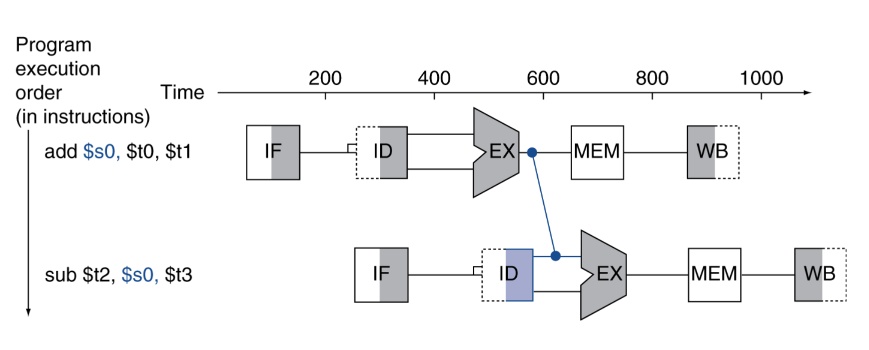 Program
execution
order
(in instructions)
Time
200 400 600 800 1000
add $s0, $t0, $t1
IF ID EX MEM WB
sub $t2, $s0, $t3
IF ID EX MEM WB